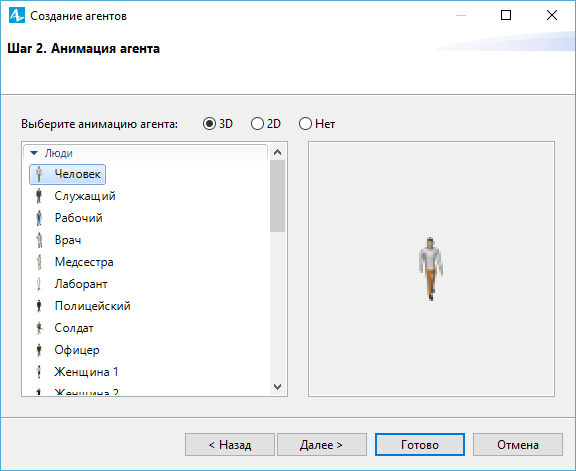 Создание агентов
Шаг 2. Анимация агента
Выберите анимацию агента: 3D 2D Нет
Люди
Человек
Служащий
Рабочий
Врач
Медсестра
Лаборант
Полицейский
Солдат
Офицер
Женщина 1
Женщина 2
< Назад Далее > Готово Отмена